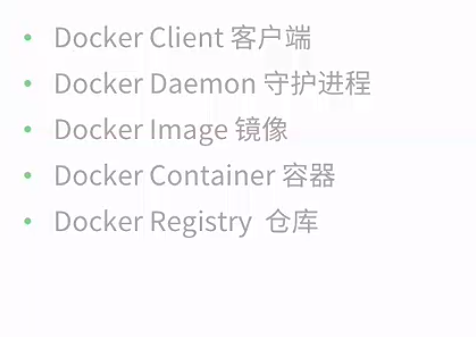 • Docker Client 客户端
• Docker Daemon 守护进程
• Docker Image 镜像
• Docker Container 容器
• Docker Registry 仓库